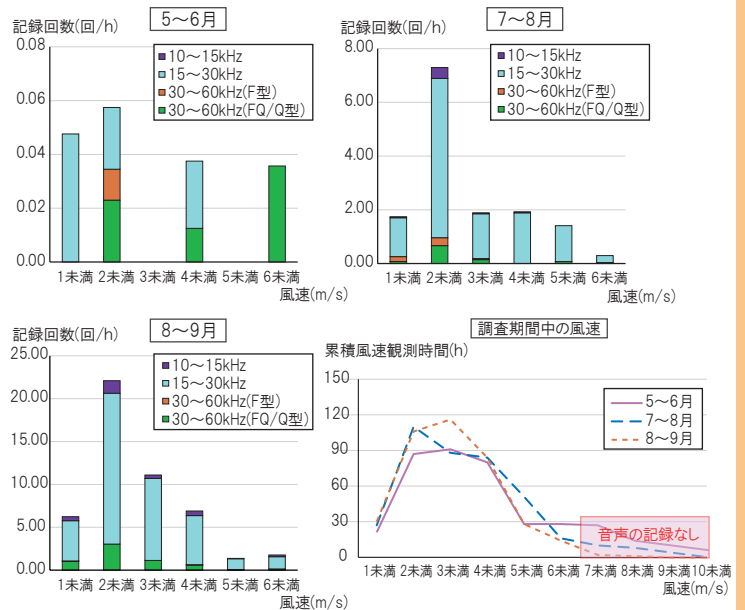 5～6月
記録回数(回/h)
0.08
0.06
0.04
0.02
0.00
10～15kHz
15～30kHz
30～60kHz(F型)
30～60kHz(FQ/Q型)
1未満 2未満 3未満 4未満 5未満 6未満
風速(m/s)
7～8月
記録回数(回/h)
8.00
6.00
4.00
2.00
0.00
10～15kHz
15～30kHz
30～60kHz(F型)
30～60kHz(FQ/Q型)
1未満 2未満 3未満 4未満 5未満 6未満
風速(m/s)
8～9月
記録回数(回/h)
25.00
20.00
15.00
10.00
5.00
0.00
10～15kHz
15～30kHz
30～60kHz(F型)
30～60kHz(FQ/Q型)
1未満 2未満 3未満 4未満 5未満 6未満
風速(m/s)
調査期間中の風速
累積風速観測時間(h)
150
120
90
60
30
0
5～6月
7～8月
8～9月
音声の記録なし
1未満 2未満 3未満 4未満 5未満 6未満 7未満 8未満 9未満 10未満
風速(m/s)